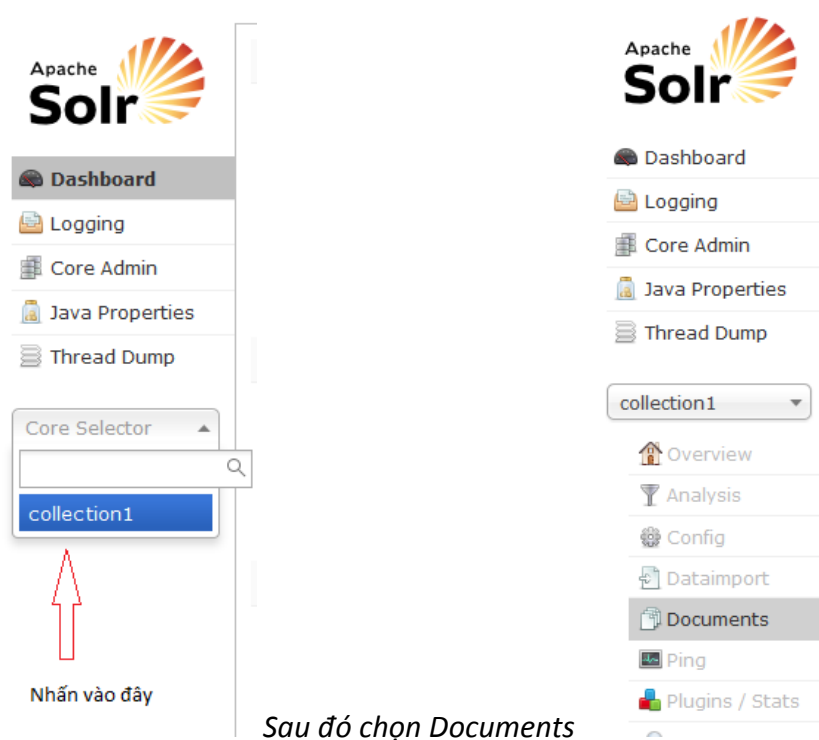 Apache
Solr
Dashboard
Logging
Core Admin
Java Properties
Thread Dump
Core Selector
collection1
Nhấn vào đây
Sau đó chọn Documents
Apache
Solr
Dashboard
Logging
Core Admin
Java Properties
Thread Dump
collection1
Overview
Analysis
Config
Dataimport
Documents
Ping
Plugins / Stats